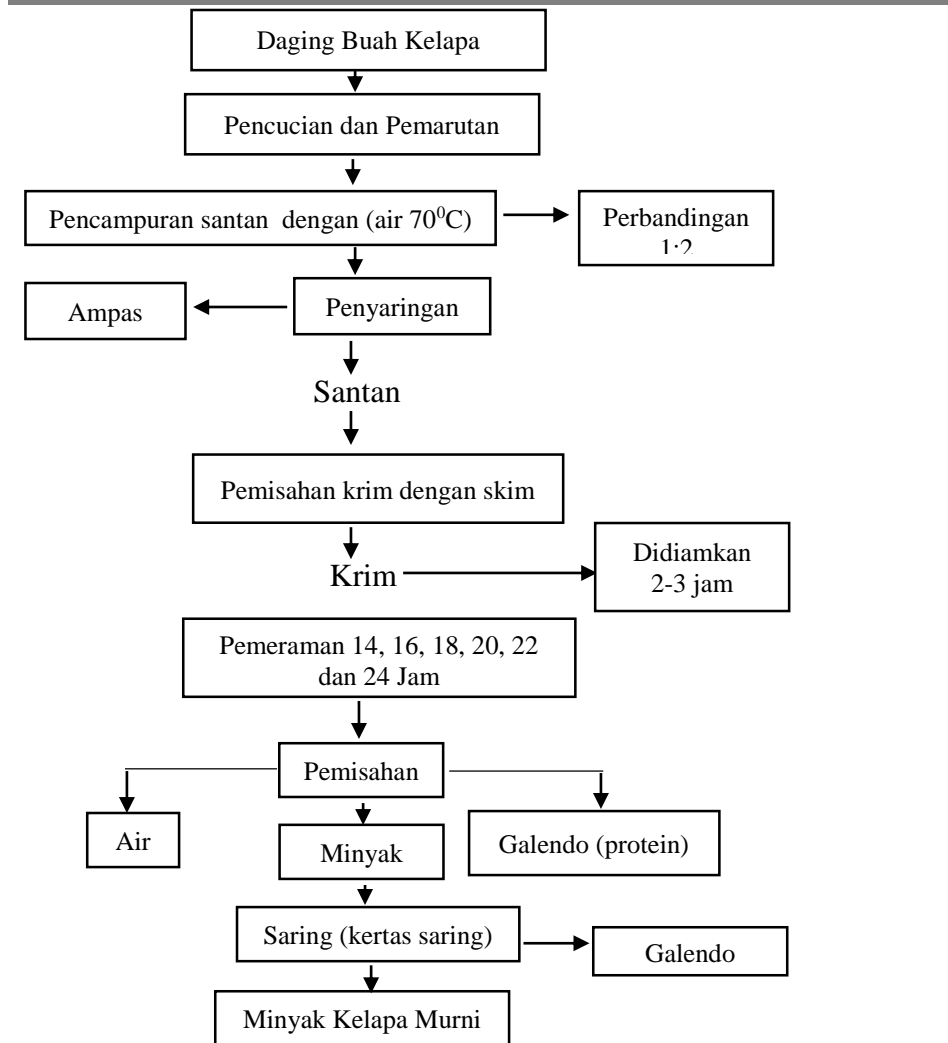 Daging Buah Kelapa
Pencucian dan Pemarutan
Pencampuran santan dengan (air 70⁰C)
Perbandingan
1:2
Ampas
Penyaringan
Santan
Pemisahan krim dengan skim
Krim
Didiamkan
2-3 jam
Pemeraman 14, 16, 18, 20, 22
dan 24 Jam
Pemisahan
Air
Minyak
Galendo (protein)
Saring (kertas saring)
Galendo
Minyak Kelapa Murni